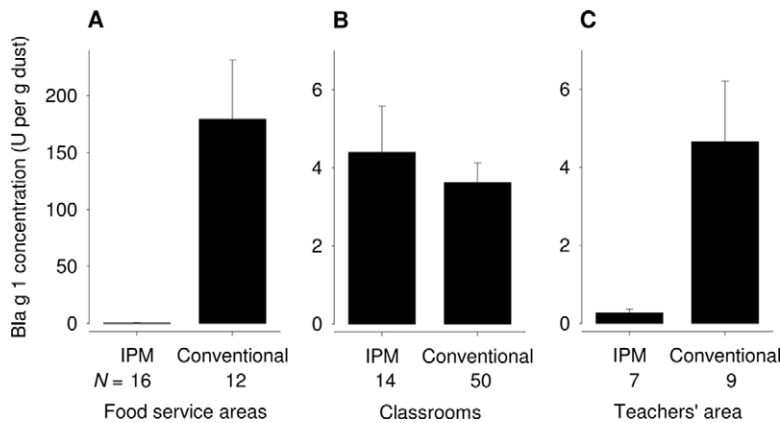 A
B
C
Bla g 1 concentration (U per g dust)
200
150
100
50
0
IPM Conventional
N = 16 12
Food service areas
6
4
2
0
IPM Conventional
14 50
Classrooms
6
4
2
0
IPM Conventional
7 9
Teachers' area